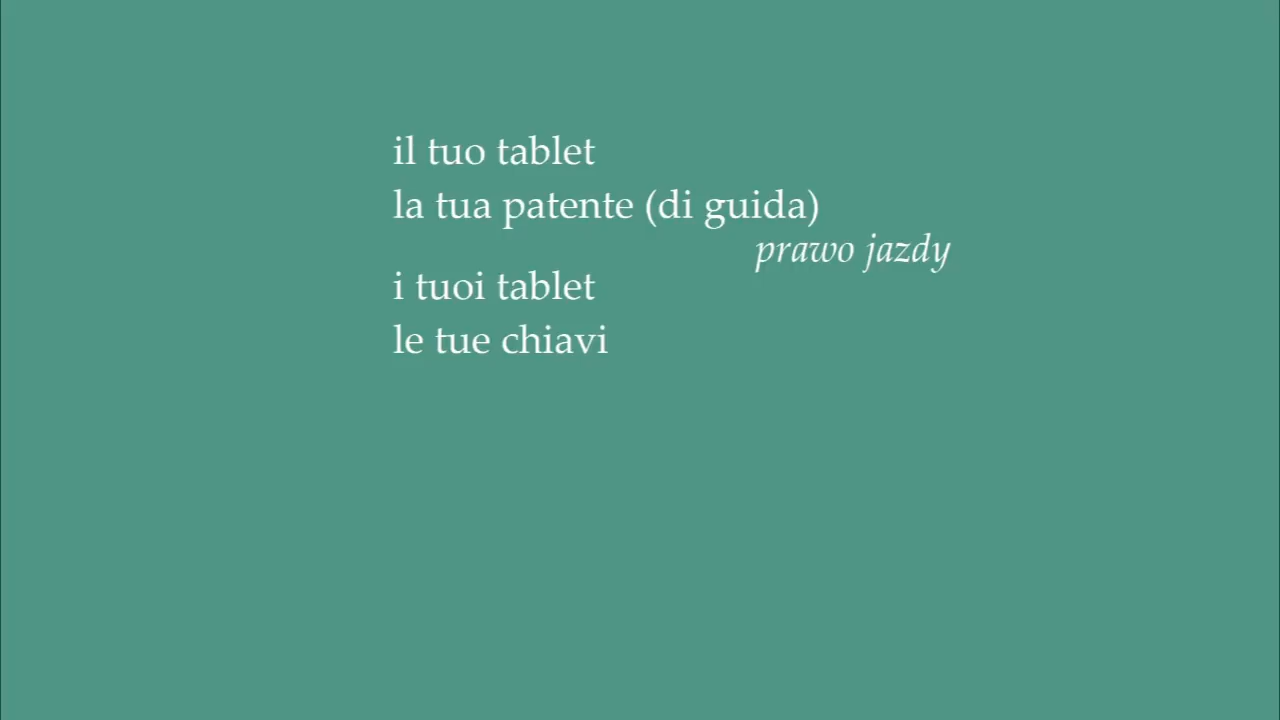 il tuo tablet
la tua patente (di guida)
prawo jazdy
i tuoi tablet
le tue chiavi